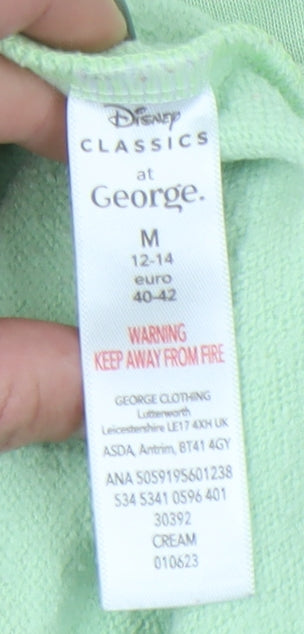 Disney
CLASSICS
at
George.
M
12-14
euro
40-42
WARNING
KEEP AWAY FROM FIRE
GEORGE CLOTHING
Lutterworth
Leicestershire LE17 4XH UK
ASDA, Antrim, BT41 4GY
ANA 5059195601238
534 5341 0596 401
30392
CREAM
010623